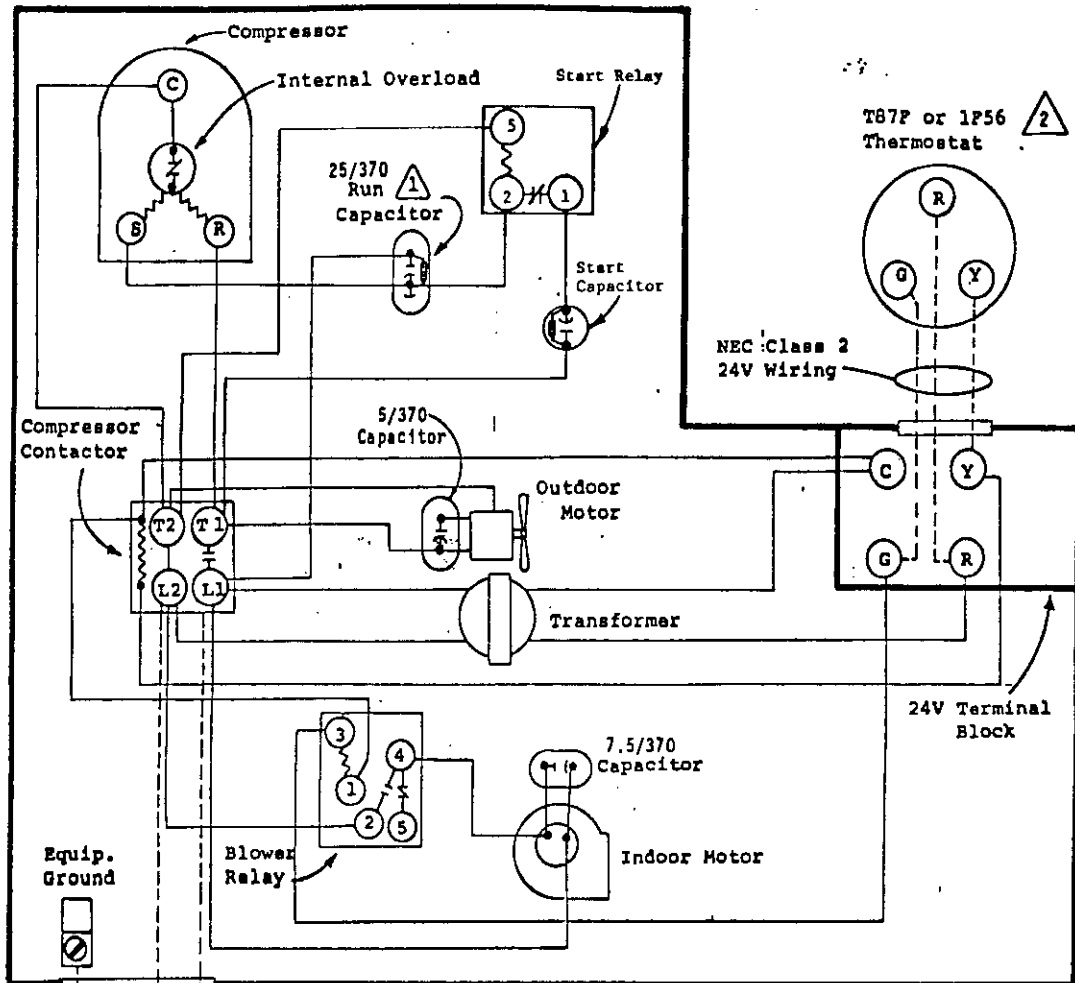 Compressor
C
Internal Overload
S
R
25/370
Run
1
Capacitor
Start Relay
5
2
1
Start
Capacitor
T87F or 1F56
2
Thermostat
R
G
Y
NEC Class 2
24V Wiring
Compressor
Contactor
5/370
Capacitor
Outdoor
Motor
C
Y
G
R
T2
T1
L2
L1
Transformer
24V Terminal
Block
3
4
1
2
5
Blower
Relay
7.5/370
Capacitor
Indoor Motor
Equip.
Ground